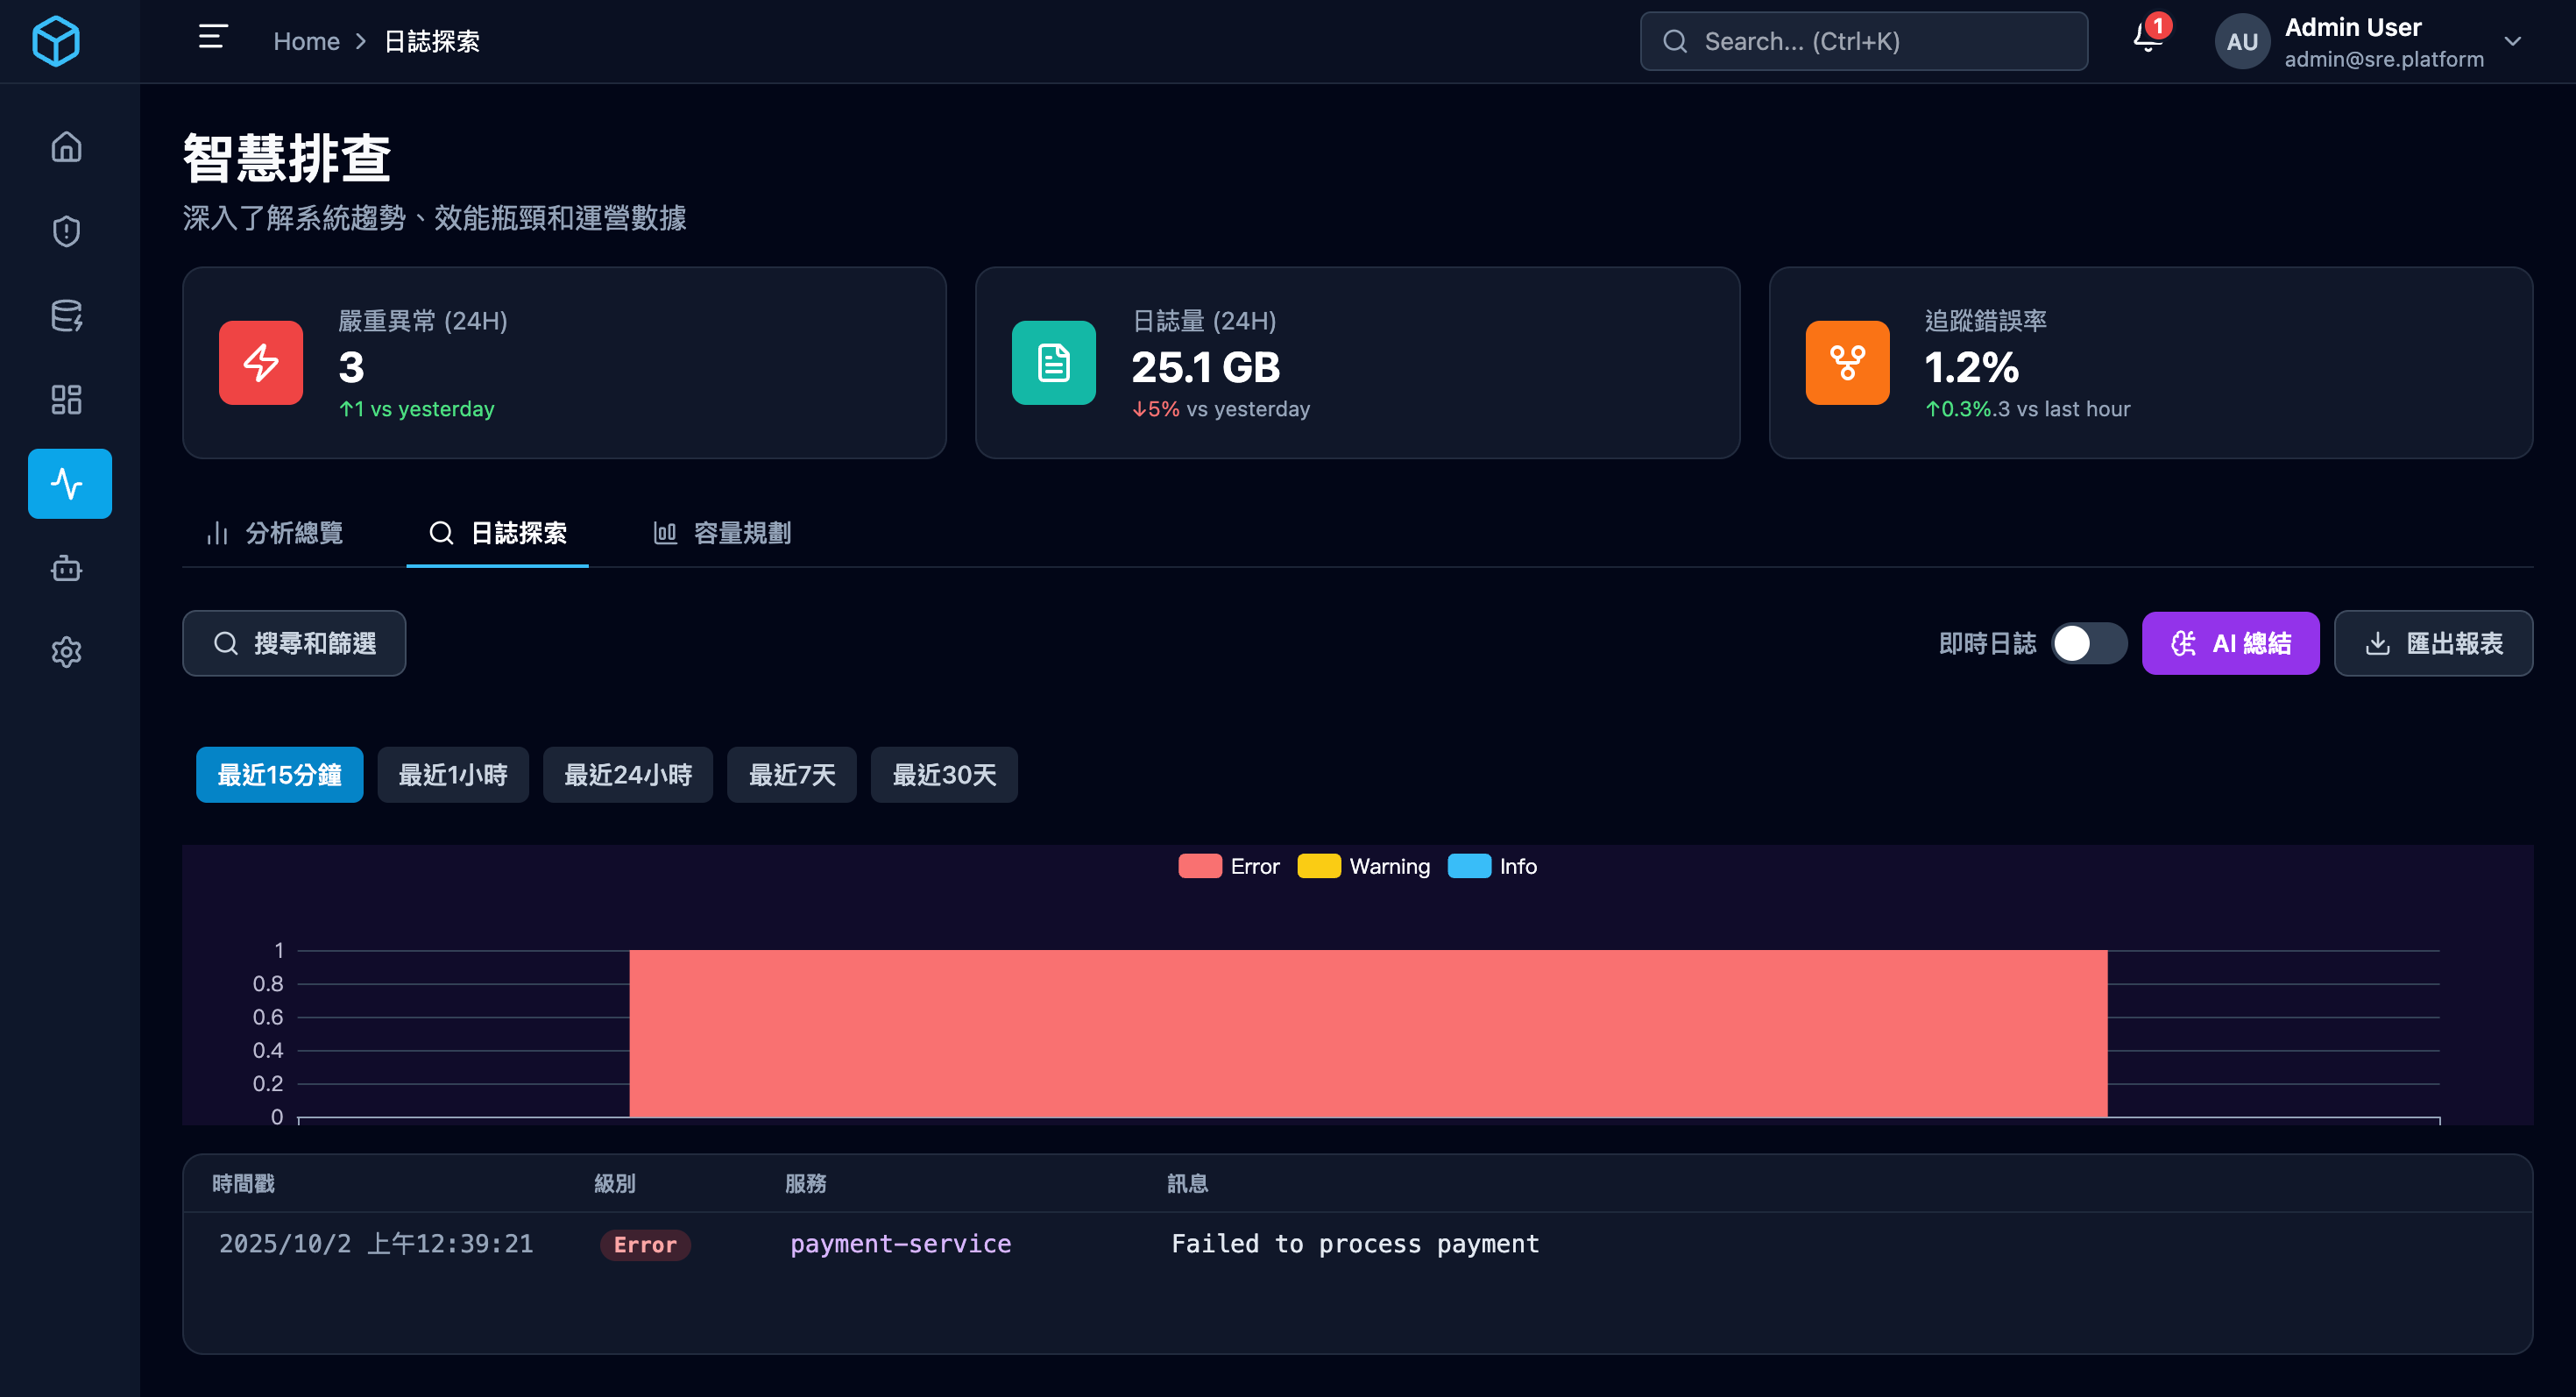 Home > 日誌探索
Search... (Ctrl+K)
1
AU
Admin User
admin@sre.platform
智慧排查
深入了解系統趨勢、效能瓶頸和運營數據
嚴重異常 (24H)
3
↑1 vs yesterday
日誌量 (24H)
25.1 GB
↓5% vs yesterday
追蹤錯誤率
1.2%
↑0.3%.3 vs last hour
分析總覽
日誌探索
容量規劃
搜尋和篩選
即時日誌
AI 總結
匯出報表
最近15分鐘
最近1小時
最近24小時
最近7天
最近30天
Error
Warning
Info
1
0.8
0.6
0.4
0.2
0
時間戳 級別 服務 訊息
2025/10/2 上午12:39:21 Error payment-service Failed to process payment